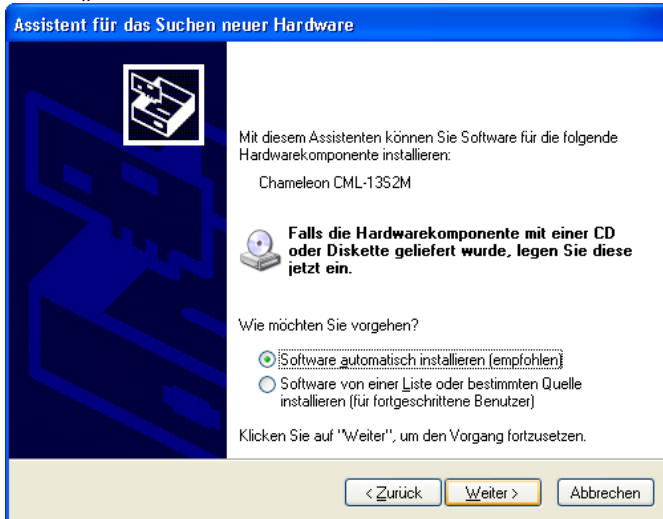 Assistent für das Suchen neuer Hardware
Mit diesem Assistenten können Sie Software für die folgende
Hardwarekomponente installieren:
Chameleon CML-13S2M
Falls die Hardwarekomponente mit einer CD
oder Diskette geliefert wurde, legen Sie diese
jetzt ein.
Wie möchten Sie vorgehen?
Software automatisch installieren (empfohlen)
Software von einer Liste oder bestimmten Quelle
installieren (für fortgeschrittene Benutzer)
Klicken Sie auf "Weiter", um den Vorgang fortzusetzen.
< Zurück Weiter > Abbrechen